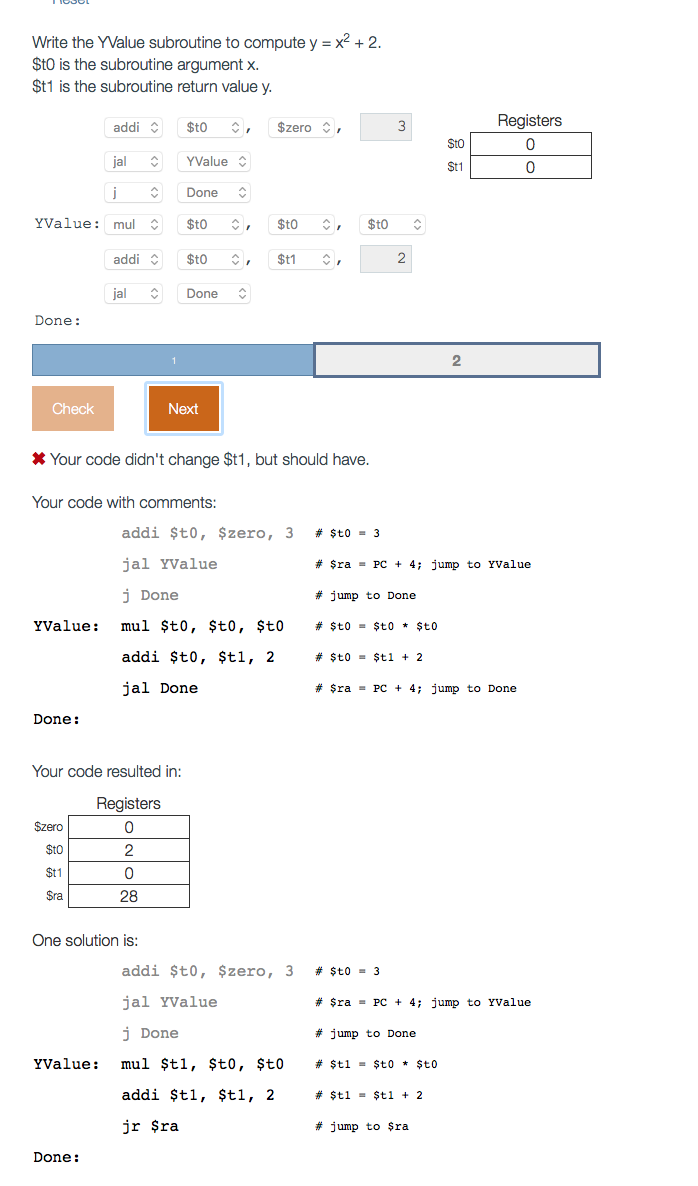 Reset
Write the YValue subroutine to compute y = x² + 2.
$t0 is the subroutine argument x.
$t1 is the subroutine return value y.
Registers
addi $t0 , $zero , 3
$t0 0
jal YValue
$t1 0
j Done
YValue: mul $t0 , $t0 , $t0
addi $t0 , $t1 , 2
jal Done
Done:
1 2
Check Next
✖ Your code didn't change $t1, but should have.
Your code with comments:
addi $t0, $zero, 3 # $t0 = 3
jal YValue # $ra = PC + 4; jump to YValue
j Done # jump to Done
YValue: mul $t0, $t0, $t0 # $t0 = $t0 * $t0
addi $t0, $t1, 2 # $t0 = $t1 + 2
jal Done # $ra = PC + 4; jump to Done
Done:
Your code resulted in:
Registers
$zero 0
$t0 2
$t1 0
$ra 28
One solution is:
addi $t0, $zero, 3 # $t0 = 3
jal YValue # $ra = PC + 4; jump to YValue
j Done # jump to Done
YValue: mul $t1, $t0, $t0 # $t1 = $t0 * $t0
addi $t1, $t1, 2 # $t1 = $t1 + 2
jr $ra # jump to $ra
Done: